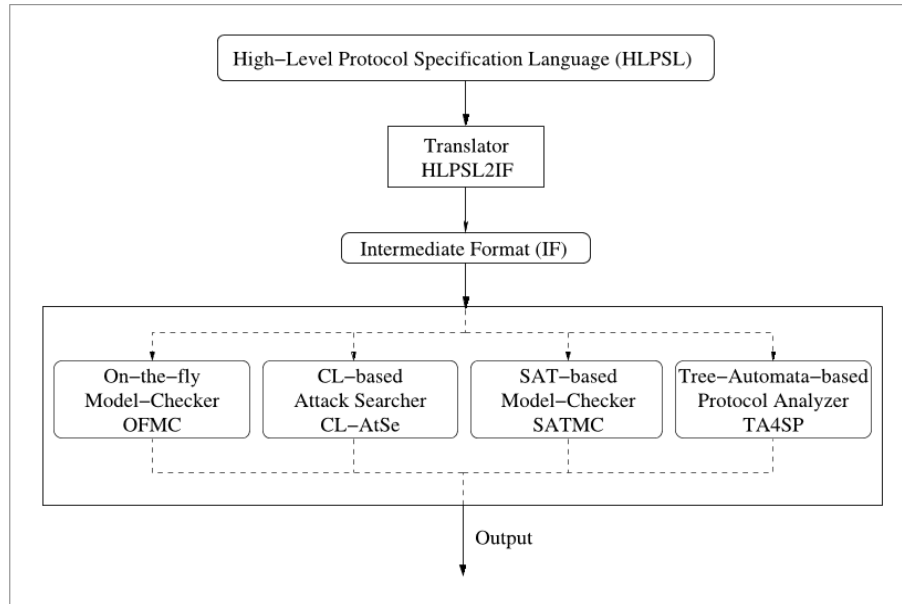 High−Level Protocol Specification Language (HLPSL)
Translator
HLPSL2IF
Intermediate Format (IF)
On−the−fly
Model−Checker
OFMC
CL−based
Attack Searcher
CL−AtSe
SAT−based
Model−Checker
SATMC
Tree−Automata−based
Protocol Analyzer
TA4SP
Output